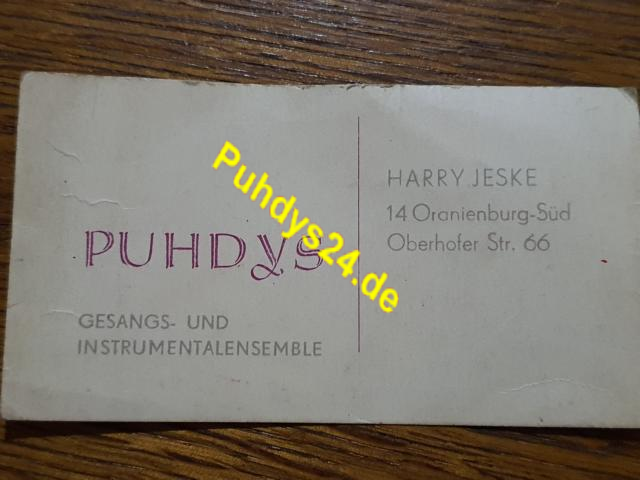 PUHDYS
GESANGS- UND
INSTRUMENTALENSEMBLE
HARRY JESKE
14 Oranienburg-Süd
Oberhofer Str. 66
Puhdys24.de